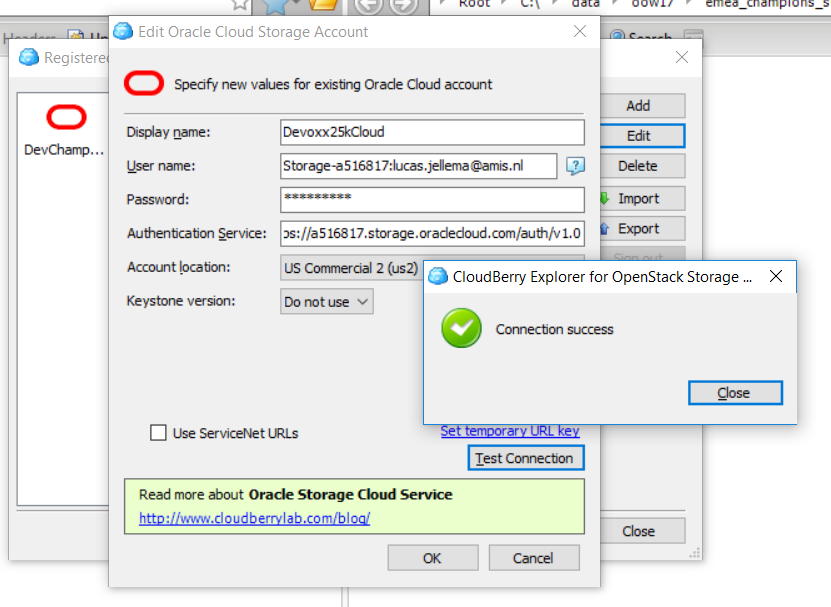 Root C:\ data oow17 emea_champions_s
Headers
Search
Registered
Edit Oracle Cloud Storage Account
Specify new values for existing Oracle Cloud account
DevChamp...
Display name: Devoxx25kCloud
User name: Storage-a516817:lucas.jellema@amis.nl
Password: *********
Authentication Service: ps://a516817.storage.oraclecloud.com/auth/v1.0
Account location: US Commercial 2 (us2)
Keystone version: Do not use
Add
Edit
Delete
Import
Export
Sign out
CloudBerry Explorer for OpenStack Storage ...
Connection success
Close
Use ServiceNet URLs
Set temporary URL key
Test Connection
Read more about Oracle Storage Cloud Service
http://www.cloudberrylab.com/blog/
OK Cancel
Close